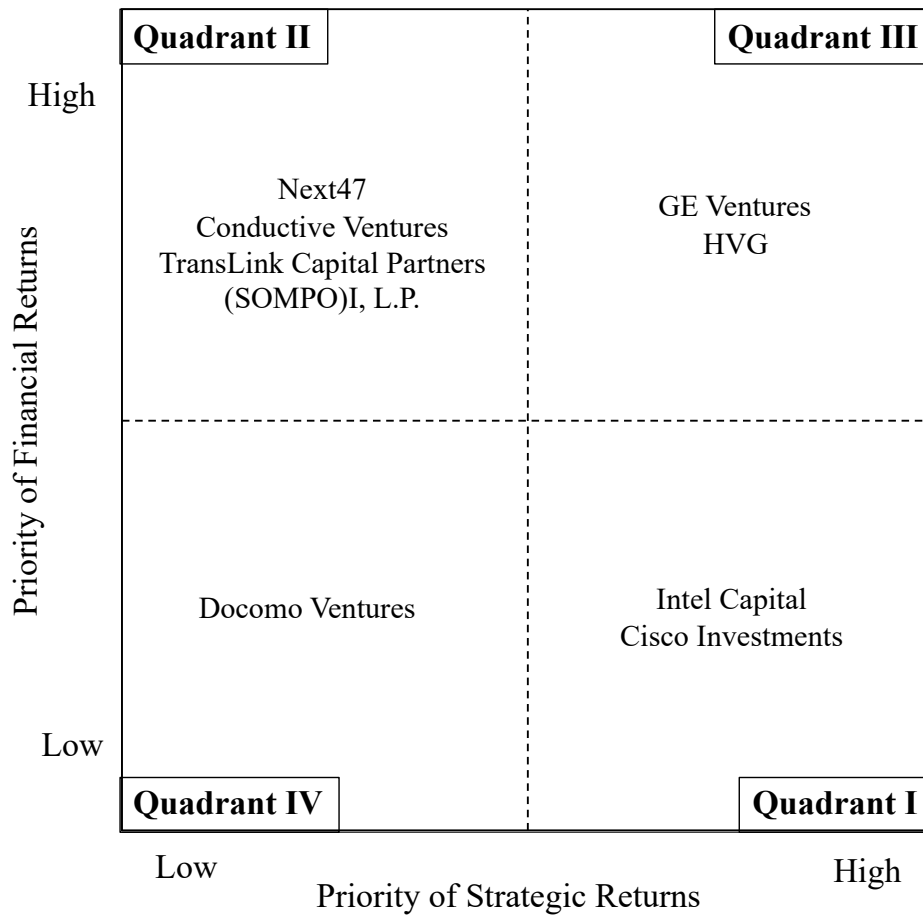 Quadrant II
Quadrant III
High
Next47
Conductive Ventures
TransLink Capital Partners
(SOMPO)I, L.P.
GE Ventures
HVG
Priority of Financial Returns
Docomo Ventures
Intel Capital
Cisco Investments
Low
Quadrant IV
Quadrant I
Low
High
Priority of Strategic Returns